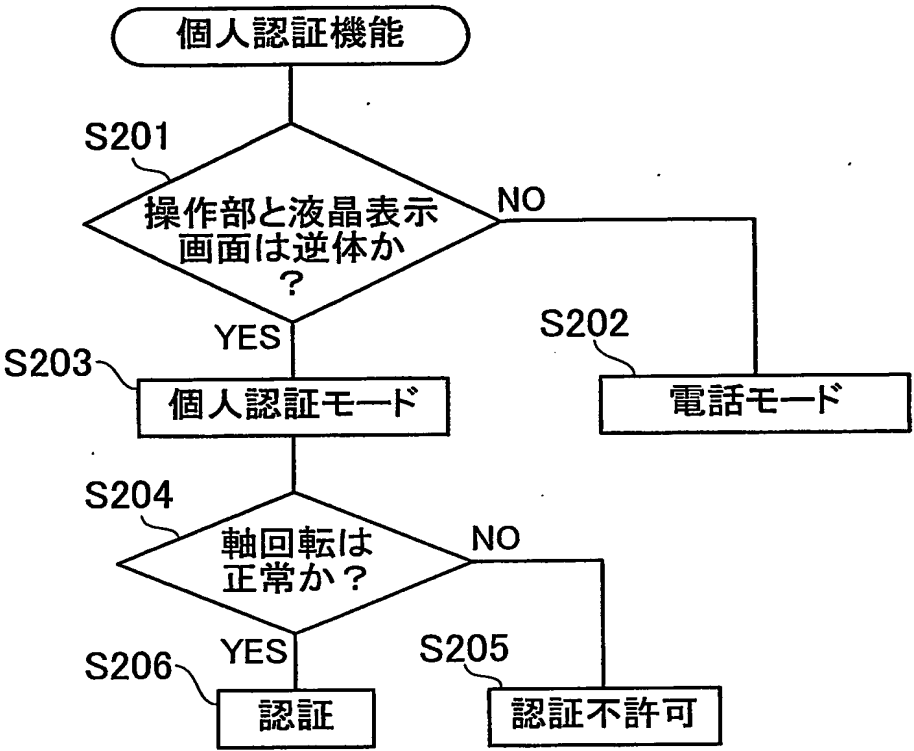 個人認証機能
S201
操作部と液晶表示
画面は逆体か
?
NO
YES
S202
電話モード
S203
個人認証モード
S204
軸回転は
正常か?
NO
YES
S205
認証不許可
S206
認証